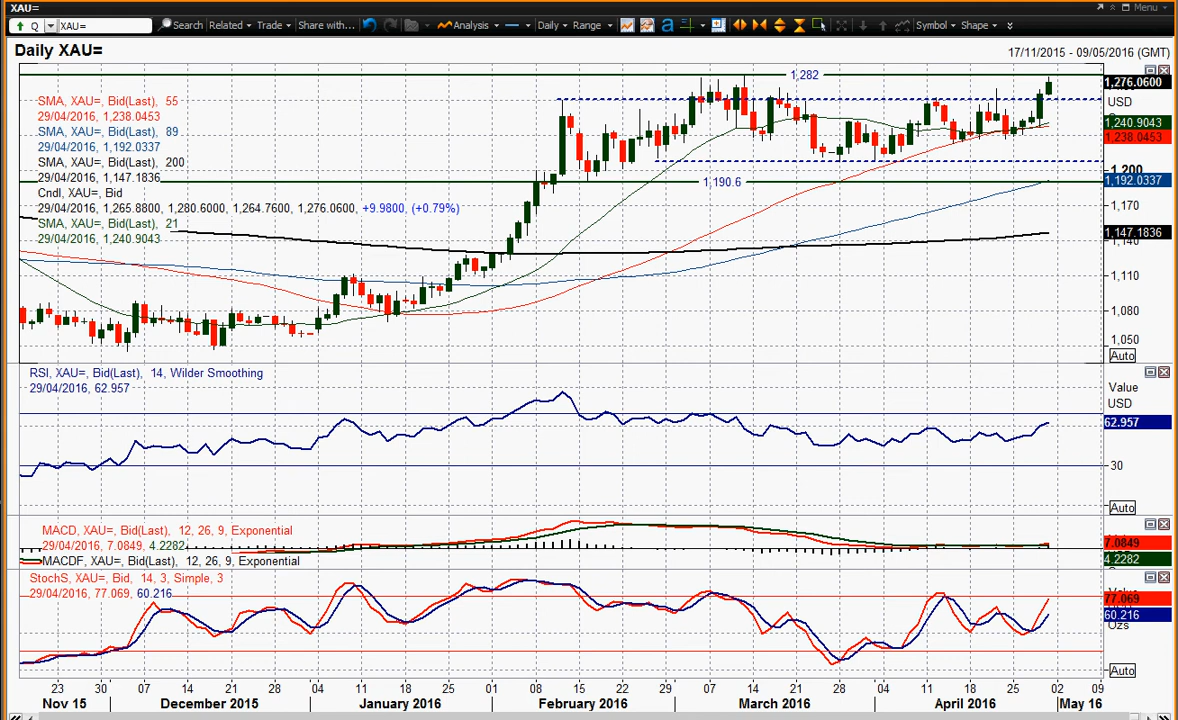 XAU=
Menu
Q XAU= Search Related Trade Share with... Analysis Daily Range a Symbol Shape
Daily XAU=
17/11/2015 - 09/05/2016 (GMT)
1,282
1,276.0600
USD
SMA, XAU=, Bid(Last), 55
29/04/2016, 1,238.0453
1,240.9043
SMA, XAU=, Bid(Last), 89
1,238.0453
29/04/2016, 1,192.0337
SMA, XAU=, Bid(Last), 200
1,200
29/04/2016, 1,147.1836
1,190.6
1,192.0337
Cndl, XAU=, Bid
29/04/2016, 1,265.8800, 1,280.6000, 1,264.7600, 1,276.0600, +9.9800, (+0.79%)
1,170
SMA, XAU=, Bid(Last), 21
29/04/2016, 1,240.9043
1,147.1836
1,140
1,110
1,080
1,050
Auto
RSI, XAU=, Bid(Last), 14, Wilder Smoothing
29/04/2016, 62.957
Value
USD
62.957
30
Auto
MACD, XAU=, Bid(Last), 12, 26, 9, Exponential
29/04/2016, 7.0849, 4.2282
7.0849
MACDF, XAU=, Bid(Last), 12, 26, 9, Exponential
4.2282
StochS, XAU=, Bid, 14, 3, Simple, 3
29/04/2016, 77.069, 60.216
77.069
60.216
Ozs
Auto
23 30 07 14 21 28 04 11 18 25 01 08 15 22 29 07 14 21 28 04 11 18 25 02 09
Nov 15 December 2015 January 2016 February 2016 March 2016 April 2016 May 16